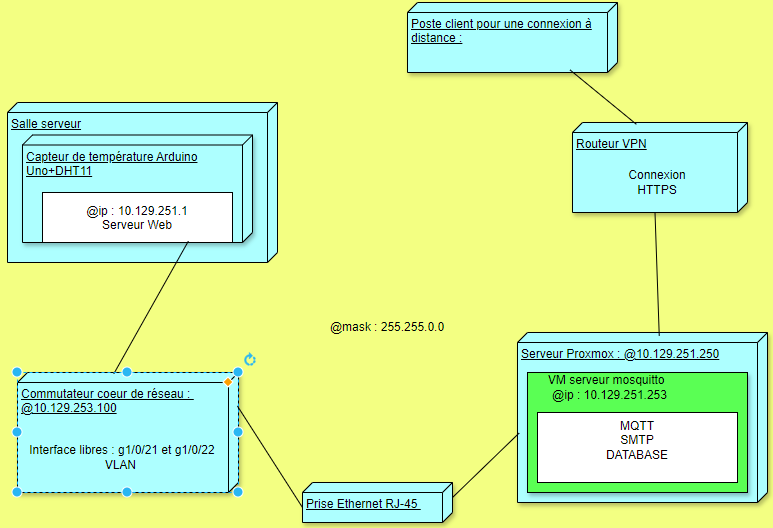 Poste client pour une connexion à
distance :
Salle serveur
Capteur de température Arduino
Uno+DHT11
@ip : 10.129.251.1
Serveur Web
Routeur VPN
Connexion
HTTPS
@mask : 255.255.0.0
Serveur Proxmox : @10.129.251.250
VM serveur mosquitto
@ip : 10.129.251.253
MQTT
SMTP
DATABASE
Commutateur coeur de réseau :
@10.129.253.100
Interface libres : g1/0/21 et g1/0/22
VLAN
Prise Ethernet RJ-45